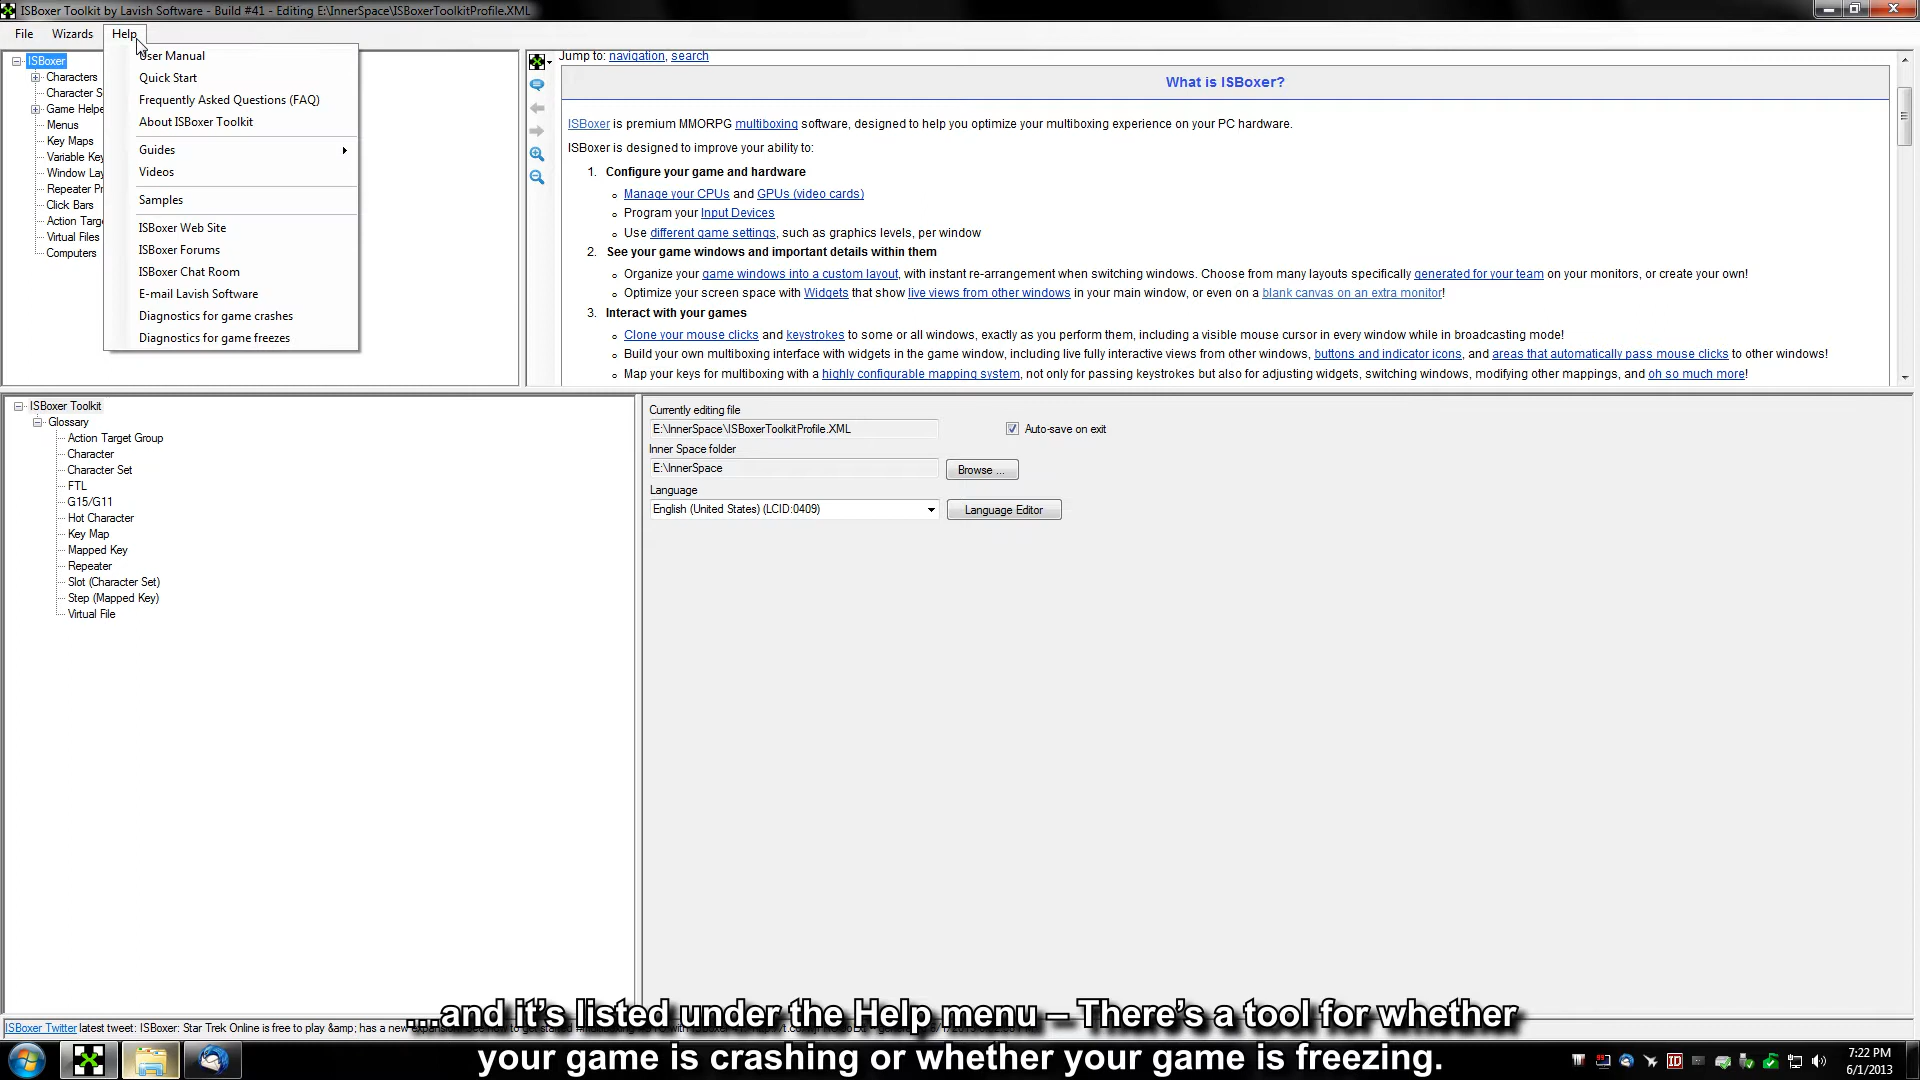 ISBoxer Toolkit by Lavish Software - Build #41 - Editing E:\InnerSpace\ISBoxerToolkitProfile.XML
File Wizards Help
User Manual
Quick Start
Frequently Asked Questions (FAQ)
About ISBoxer Toolkit
Guides
Videos
Samples
ISBoxer Web Site
ISBoxer Forums
ISBoxer Chat Room
E-mail Lavish Software
Diagnostics for game crashes
Diagnostics for game freezes
ISBoxer
Characters
Character S
Game Helpe
Menus
Key Maps
Variable Key
Window Lay
Repeater Pr
Click Bars
Action Targ
Virtual Files
Computers
Jump to: navigation, search
What is ISBoxer?
ISBoxer is premium MMORPG multiboxing software, designed to help you optimize your multiboxing experience on your PC hardware.
ISBoxer is designed to improve your ability to:
1. Configure your game and hardware
Manage your CPUs and GPUs (video cards)
Program your Input Devices
Use different game settings, such as graphics levels, per window
2. See your game windows and important details within them
Organize your game windows into a custom layout, with instant re-arrangement when switching windows. Choose from many layouts specifically generated for your team on your monitors, or create your own!
Optimize your screen space with Widgets that show live views from other windows in your main window, or even on a blank canvas on an extra monitor!
3. Interact with your games
Clone your mouse clicks and keystrokes to some or all windows, exactly as you perform them, including a visible mouse cursor in every window while in broadcasting mode!
Build your own multiboxing interface with widgets in the game window, including live fully interactive views from other windows, buttons and indicator icons, and areas that automatically pass mouse clicks to other windows!
Map your keys for multiboxing with a highly configurable mapping system, not only for passing keystrokes but also for adjusting widgets, switching windows, modifying other mappings, and oh so much more!
ISBoxer Toolkit
Glossary
Action Target Group
Character
Character Set
FTL
G15/G11
Hot Character
Key Map
Mapped Key
Repeater
Slot (Character Set)
Step (Mapped Key)
Virtual File
Currently editing file
E:\InnerSpace\ISBoxerToolkitProfile.XML
Auto-save on exit
Inner Space folder
E:\InnerSpace
Browse ...
Language
English (United States) (LCID:0409)
Language Editor
ISBoxer Twitter latest tweet: ISBoxer: Star Trek Online is free to play &amp; has a new
...and it's listed under the Help menu – There's a tool for whether
your game is crashing or whether your game is freezing.
7:22 PM
6/1/2013